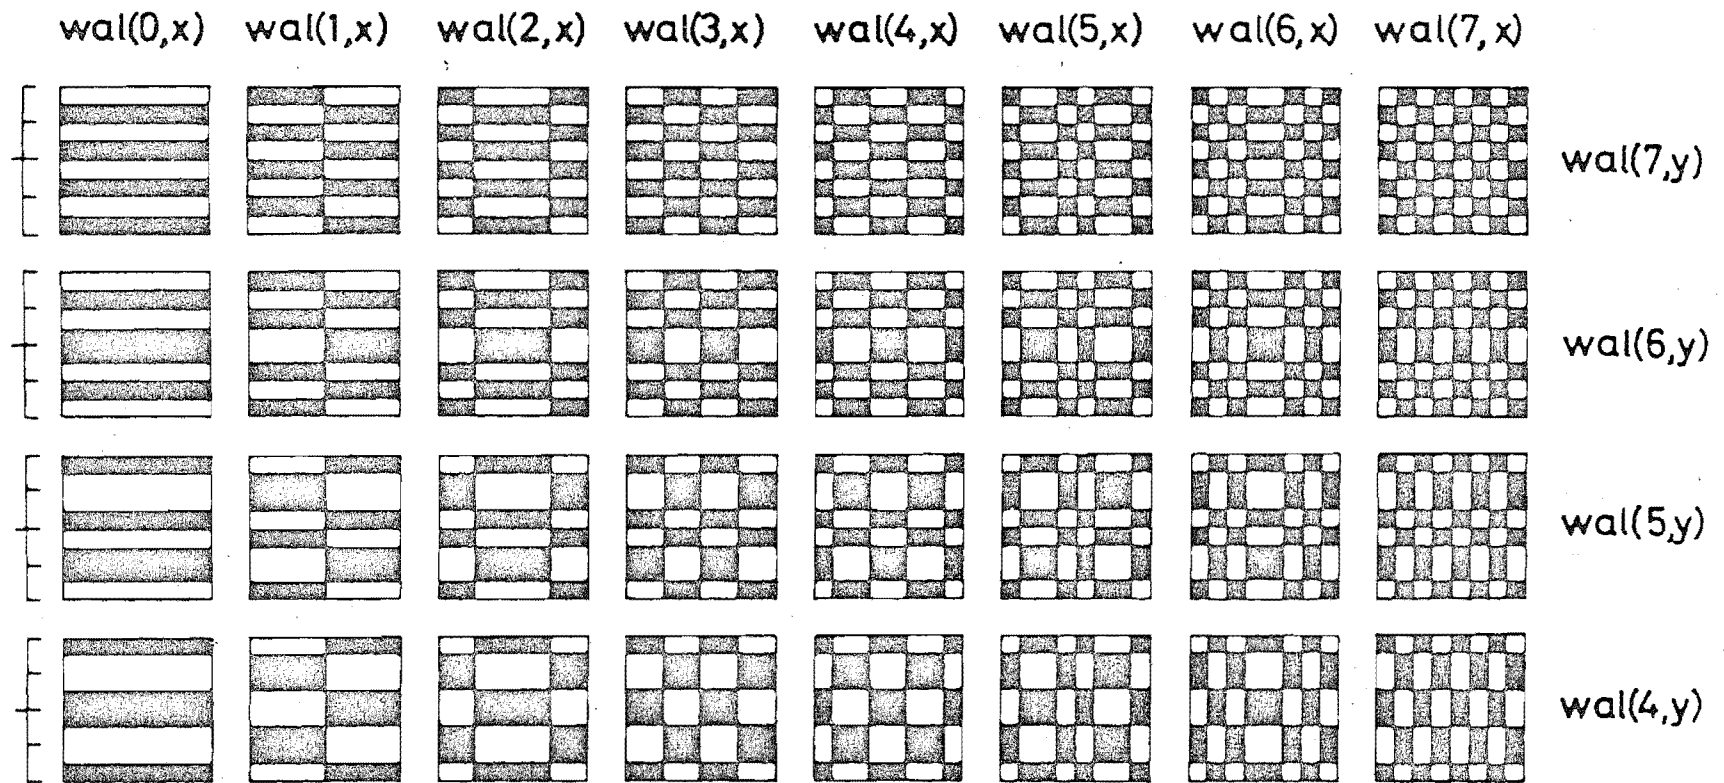 wal(0,x) wal(1,x) wal(2,x) wal(3,x) wal(4,x) wal(5,x) wal(6,x) wal(7,x)
wal(7,y)
wal(6,y)
wal(5,y)
wal(4,y)